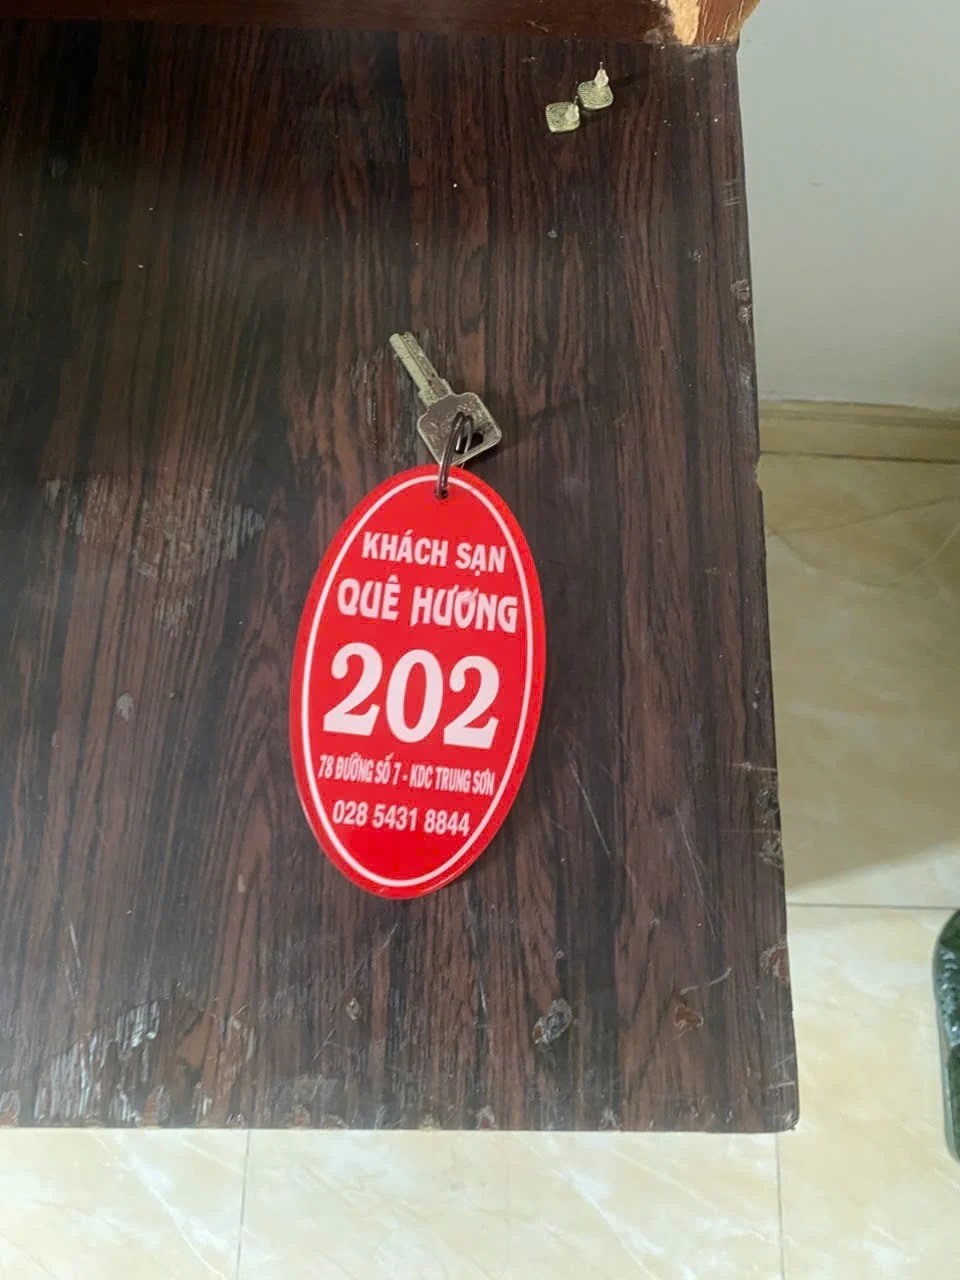 KHÁCH SẠN
QUÊ HƯƠNG
202
78 ĐƯỜNG SỐ 7 - KDC TRUNG SƠN
028 5431 8844